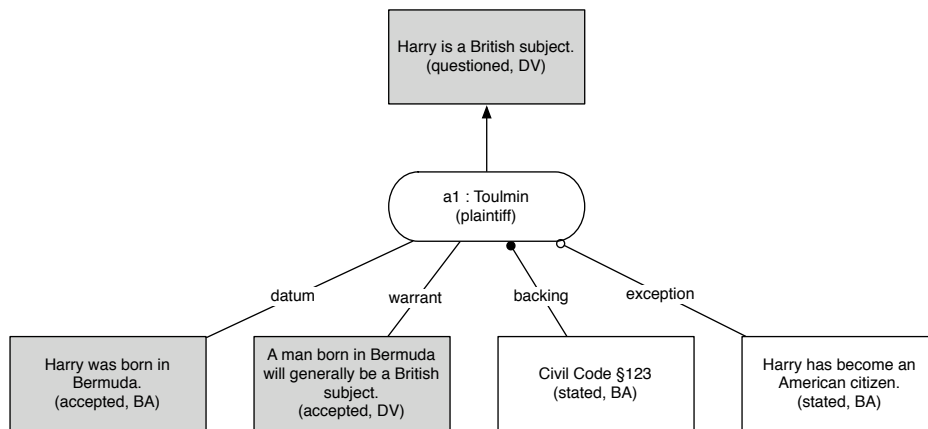 Harry is a British subject.
(questioned, DV)
a1 : Toulmin
(plaintiff)
datum
warrant
backing
exception
Harry was born in
Bermuda.
(accepted, BA)
A man born in Bermuda
will generally be a British
subject.
(accepted, DV)
Civil Code §123
(stated, BA)
Harry has become an
American citizen.
(stated, BA)